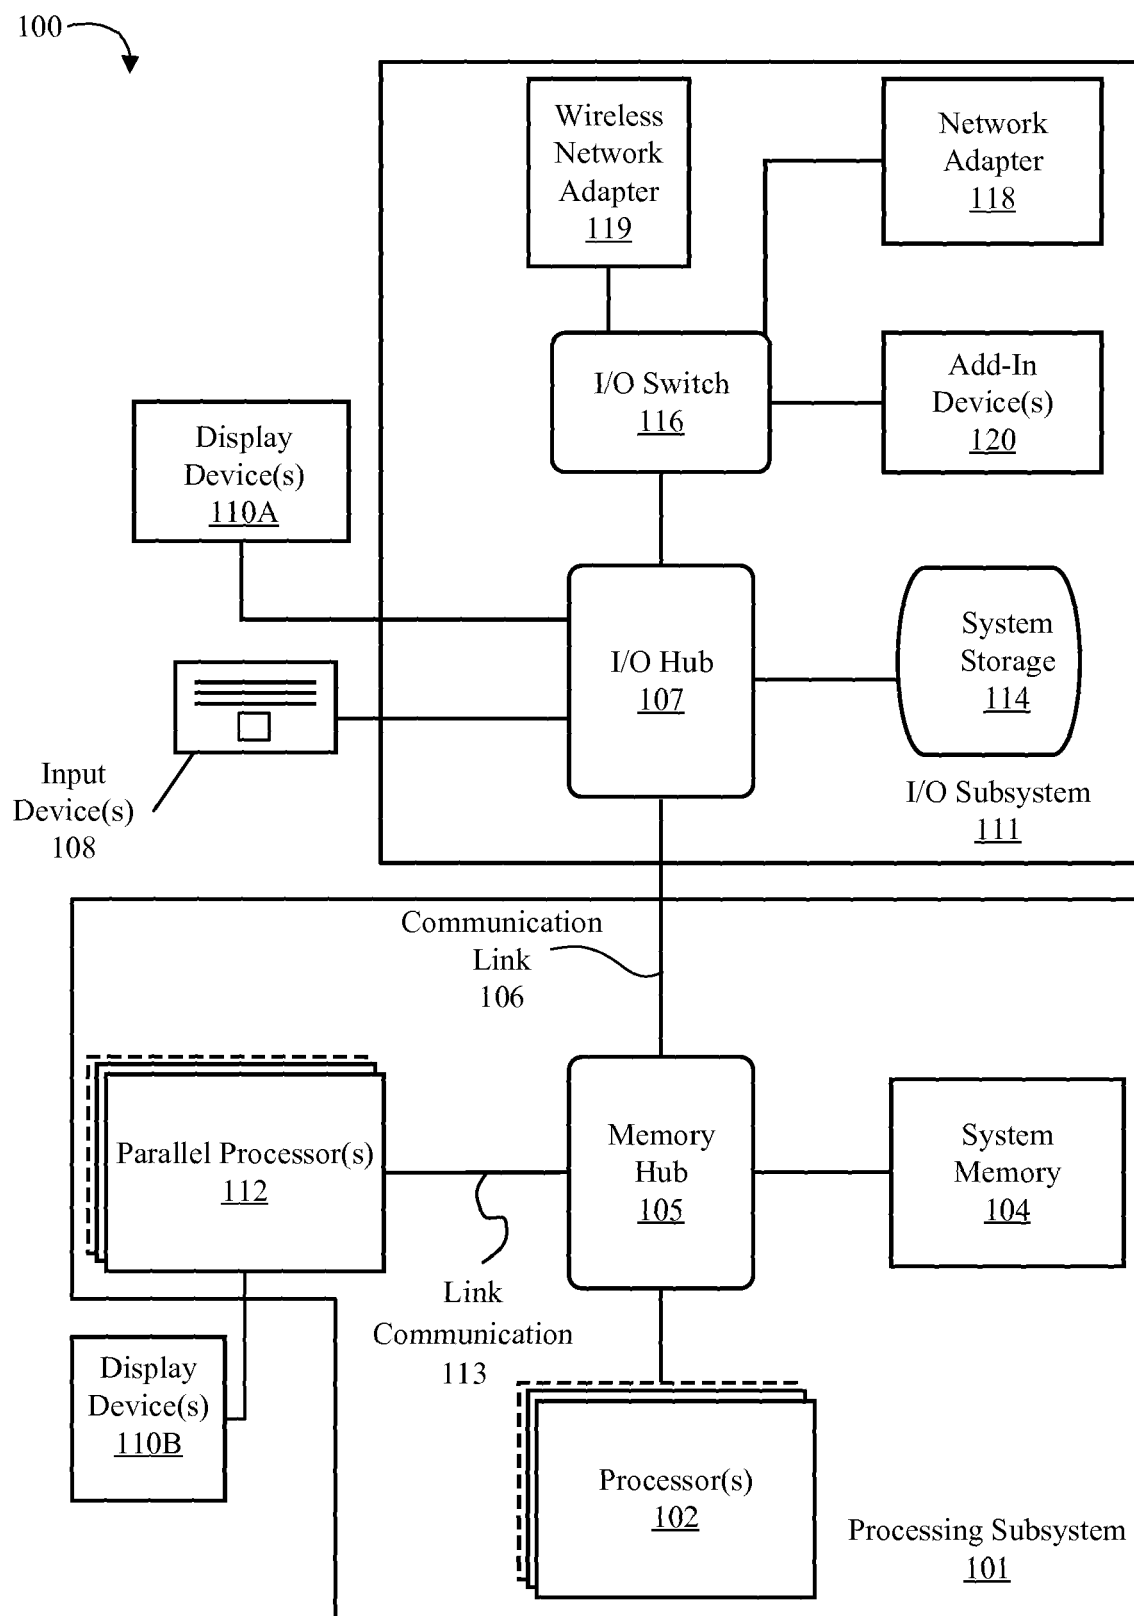 100
Wireless
Network
Adapter
119
Network
Adapter
118
I/O Switch
116
Add-In
Device(s)
120
Display
Device(s)
110A
I/O Hub
107
System
Storage
114
Input
Device(s)
108
I/O Subsystem
111
Communication
Link
106
Parallel Processor(s)
112
Memory
Hub
105
System
Memory
104
Link
Communication
113
Display
Device(s)
110B
Processor(s)
102
Processing Subsystem
101